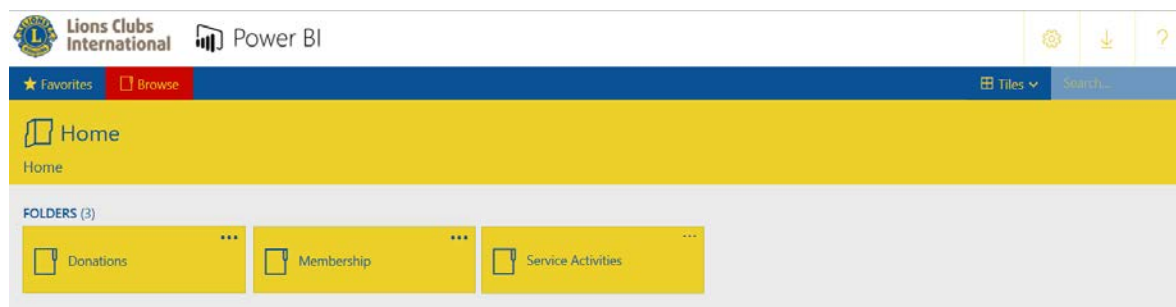 Lions Clubs
International
Power BI
?
Favorites
Browse
Tiles
Search...
Home
Home
FOLDERS (3)
Donations
...
Membership
...
Service Activities
...